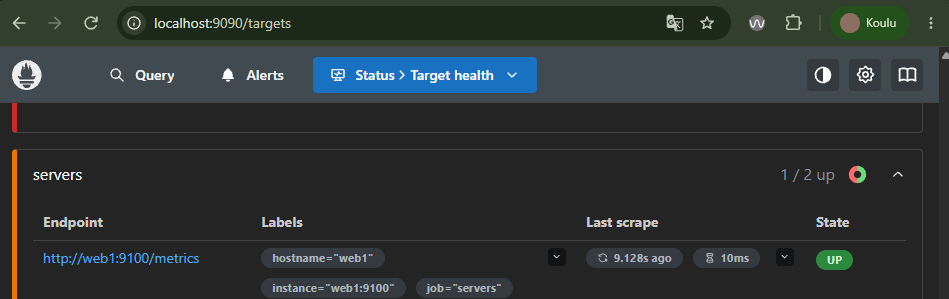 localhost:9090/targets
Koulu
Query
Alerts
Status > Target health
servers
1 / 2 up
Endpoint Labels Last scrape State
http://web1:9100/metrics hostname="web1" 9.128s ago 10ms UP
instance="web1:9100" job="servers"